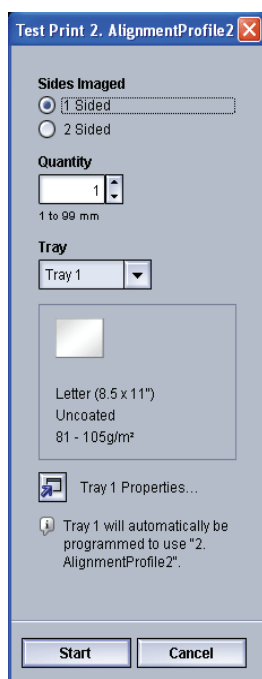 Test Print 2. AlignmentProfile2
Sides Imaged
1 Sided
2 Sided
Quantity
1
1 to 99 mm
Tray
Tray 1
Letter (8.5 x 11")
Uncoated
81 - 105g/m²
Tray 1 Properties...
Tray 1 will automatically be
programmed to use "2.
AlignmentProfile2".
Start
Cancel